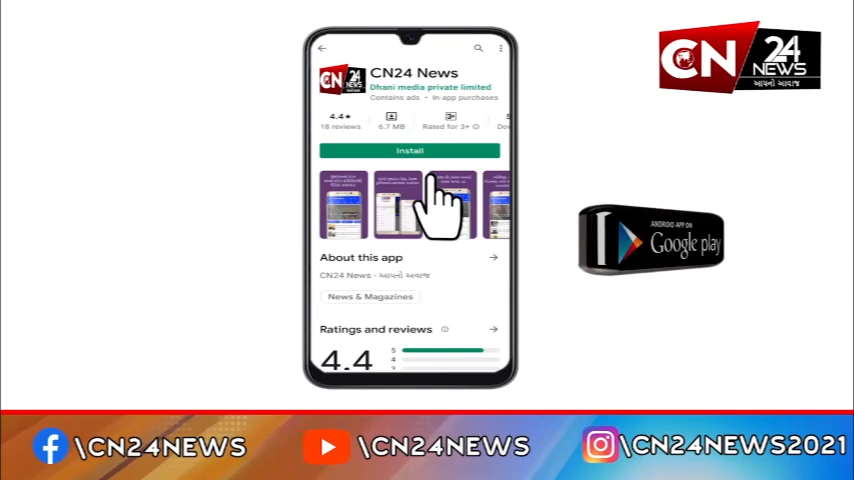 CN24 News
Dhani media private limited
Contains ads • In-app purchases
4.4★
18 reviews
6.7 MB
3+
Rated for 3+
Install
About this app
CN24 News - આપનો અવાજ
News & Magazines
Ratings and reviews
4.4
5
4
3
CN 24
NEWS
આપનો અવાજ
ANDROID APP ON
Google play
\CN24NEWS
\CN24NEWS
\CN24NEWS2021